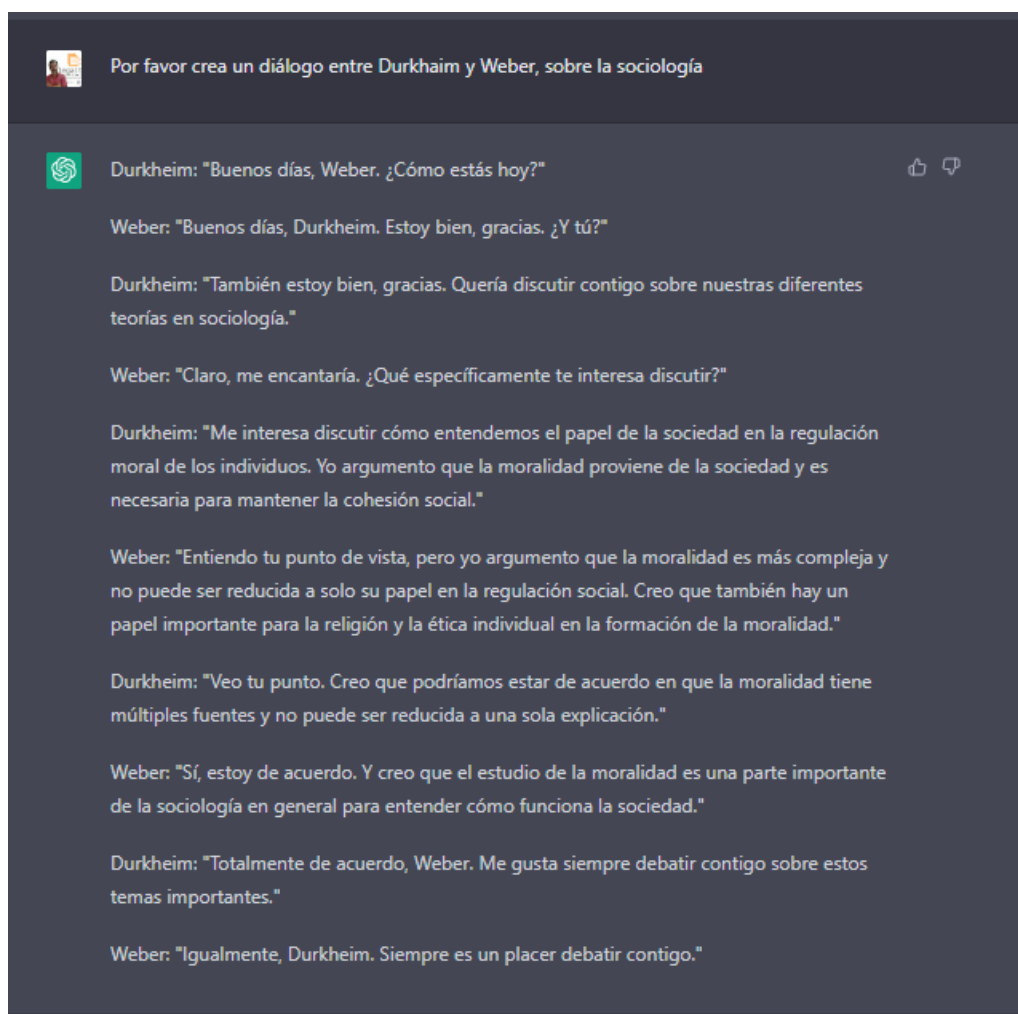 Por favor crea un diálogo entre Durkhaim y Weber, sobre la sociología
Durkheim: "Buenos días, Weber. ¿Cómo estás hoy?"
Weber: "Buenos días, Durkheim. Estoy bien, gracias. ¿Y tú?"
Durkheim: "También estoy bien, gracias. Quería discutir contigo sobre nuestras diferentes
teorías en sociología."
Weber: "Claro, me encantaría. ¿Qué específicamente te interesa discutir?"
Durkheim: "Me interesa discutir cómo entendemos el papel de la sociedad en la regulación
moral de los individuos. Yo argumento que la moralidad proviene de la sociedad y es
necesaria para mantener la cohesión social."
Weber: "Entiendo tu punto de vista, pero yo argumento que la moralidad es más compleja y
no puede ser reducida a solo su papel en la regulación social. Creo que también hay un
papel importante para la religión y la ética individual en la formación de la moralidad."
Durkheim: "Veo tu punto. Creo que podríamos estar de acuerdo en que la moralidad tiene
múltiples fuentes y no puede ser reducida a una sola explicación."
Weber: "Sí, estoy de acuerdo. Y creo que el estudio de la moralidad es una parte importante
de la sociología en general para entender cómo funciona la sociedad."
Durkheim: "Totalmente de acuerdo, Weber. Me gusta siempre debatir contigo sobre estos
temas importantes."
Weber: "Igualmente, Durkheim. Siempre es un placer debatir contigo."